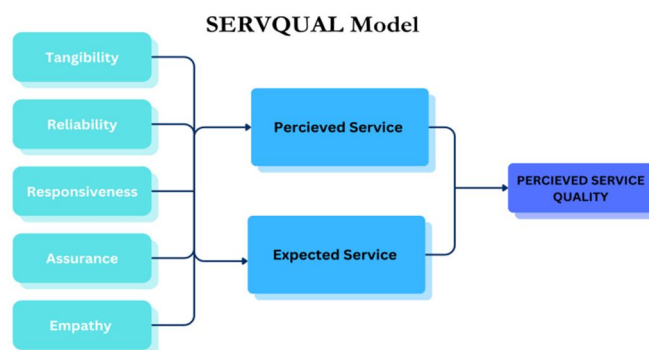 SERVQUAL Model
Tangibility
Reliability
Responsiveness
Assurance
Empathy
Percieved Service
Expected Service
PERCIEVED SERVICE
QUALITY